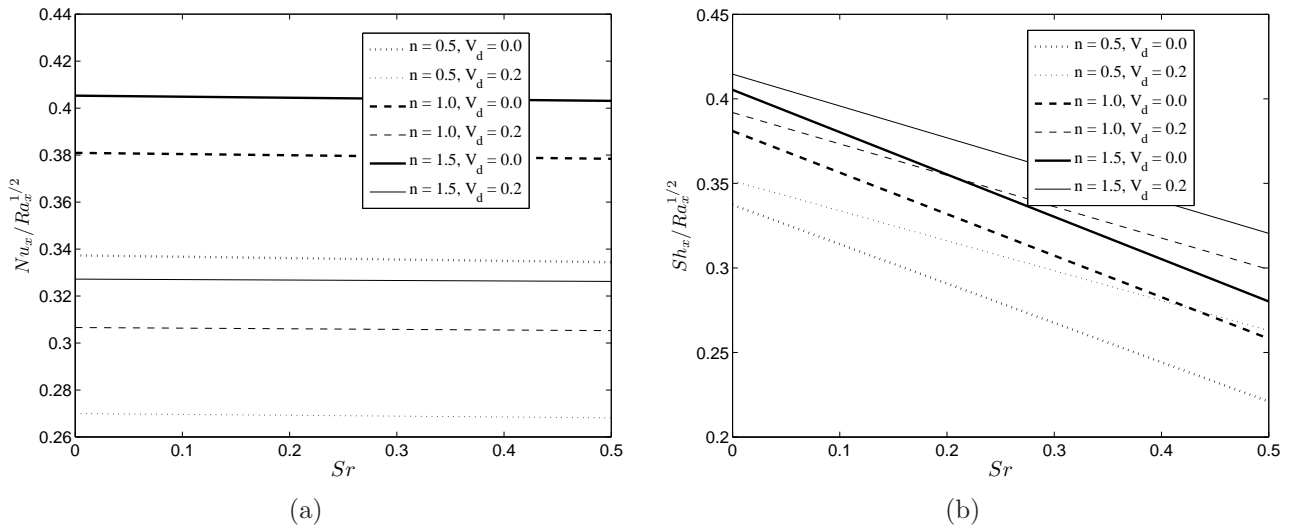 0.44
0.42
0.4
0.38
0.36
0.34
0.32
0.3
0.28
0.26
0 0.1 0.2 0.3 0.4 0.5
Nu_x/Ra_x^{1/2}
Sr
n = 0.5, V_d = 0.0
n = 0.5, V_d = 0.2
n = 1.0, V_d = 0.0
n = 1.0, V_d = 0.2
n = 1.5, V_d = 0.0
n = 1.5, V_d = 0.2
(a)
0.45
0.4
0.35
0.3
0.25
0.2
0 0.1 0.2 0.3 0.4 0.5
Sh_x/Ra_x^{1/2}
Sr
n = 0.5, V_d = 0.0
n = 0.5, V_d = 0.2
n = 1.0, V_d = 0.0
n = 1.0, V_d = 0.2
n = 1.5, V_d = 0.0
n = 1.5, V_d = 0.2
(b)